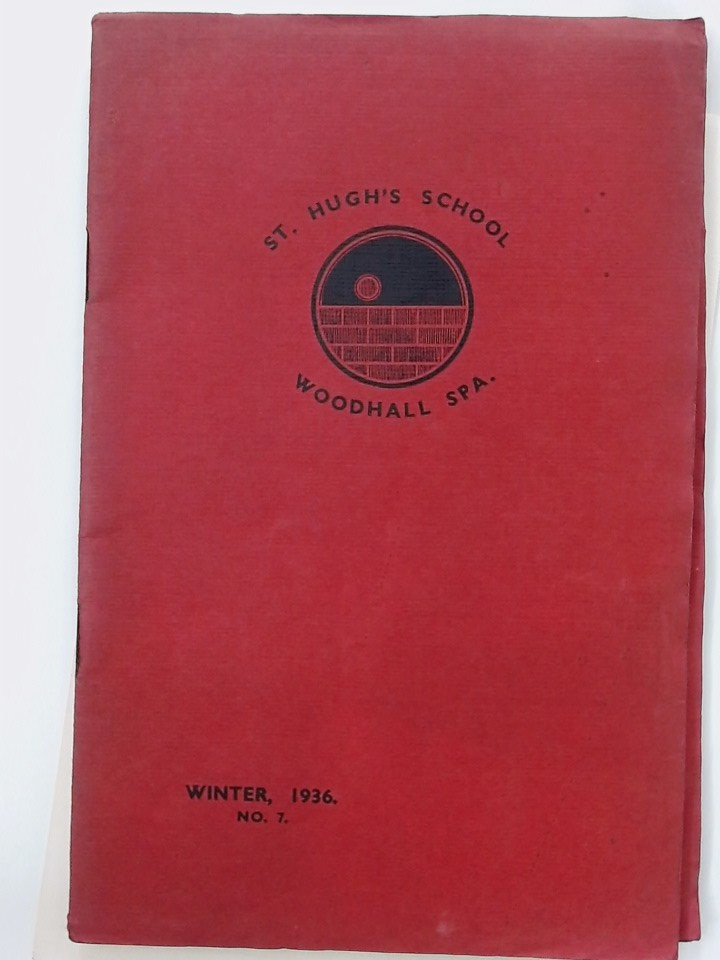 ST. HUGH'S SCHOOL
WOODHALL SPA.
WINTER, 1936.
NO. 7.